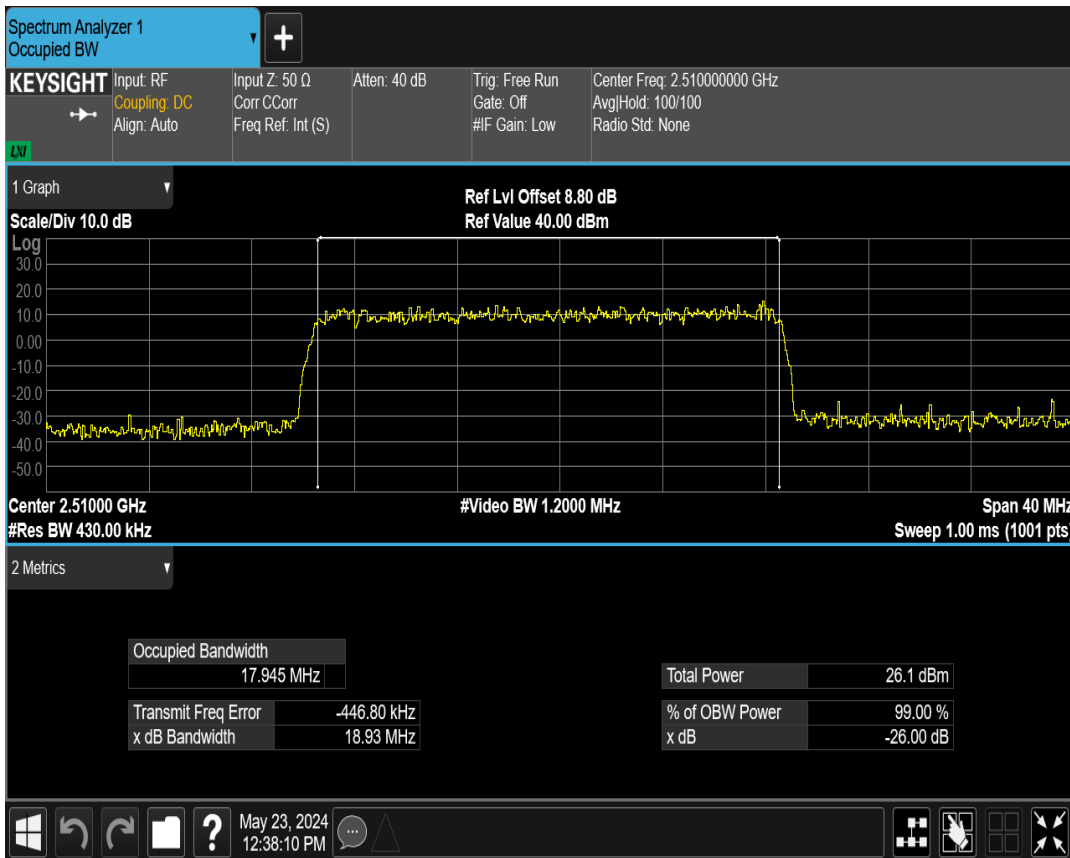 Spectrum Analyzer 1
Occupied BW
KEYSIGHT
Input: RF
Coupling: DC
Align: Auto
Input Z: 50 Ω
Corr CCorr
Freq Ref: Int (S)
Atten: 40 dB
Trig: Free Run
Gate: Off
#IF Gain: Low
Center Freq: 2.510000000 GHz
Avg|Hold: 100/100
Radio Std: None
LXI
1 Graph
Scale/Div 10.0 dB
Ref Lvl Offset 8.80 dB
Ref Value 40.00 dBm
Log
30.0
20.0
10.0
0.00
-10.0
-20.0
-30.0
-40.0
-50.0
Center 2.51000 GHz
#Video BW 1.2000 MHz
Span 40 MHz
#Res BW 430.00 kHz
Sweep 1.00 ms (1001 pts)
2 Metrics
Occupied Bandwidth
17.945 MHz
Total Power 26.1 dBm
Transmit Freq Error -446.80 kHz
% of OBW Power 99.00 %
x dB Bandwidth 18.93 MHz
x dB -26.00 dB
May 23, 2024
12:38:10 PM